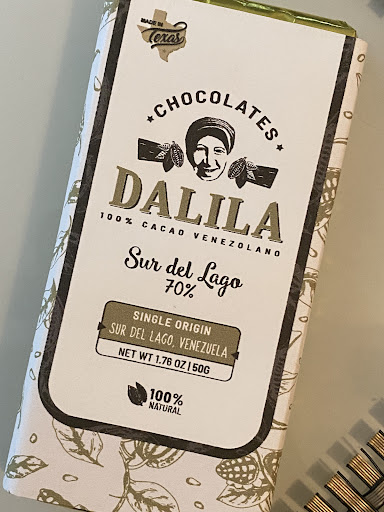 MADE IN
Texas
CHOCOLATES
DALILA
100% CACAO VENEZOLANO
Sur del Lago
70%
SINGLE ORIGIN
SUR DEL LAGO, VENEZUELA
NET WT 1.76 OZ | 50G
100%
NATURAL